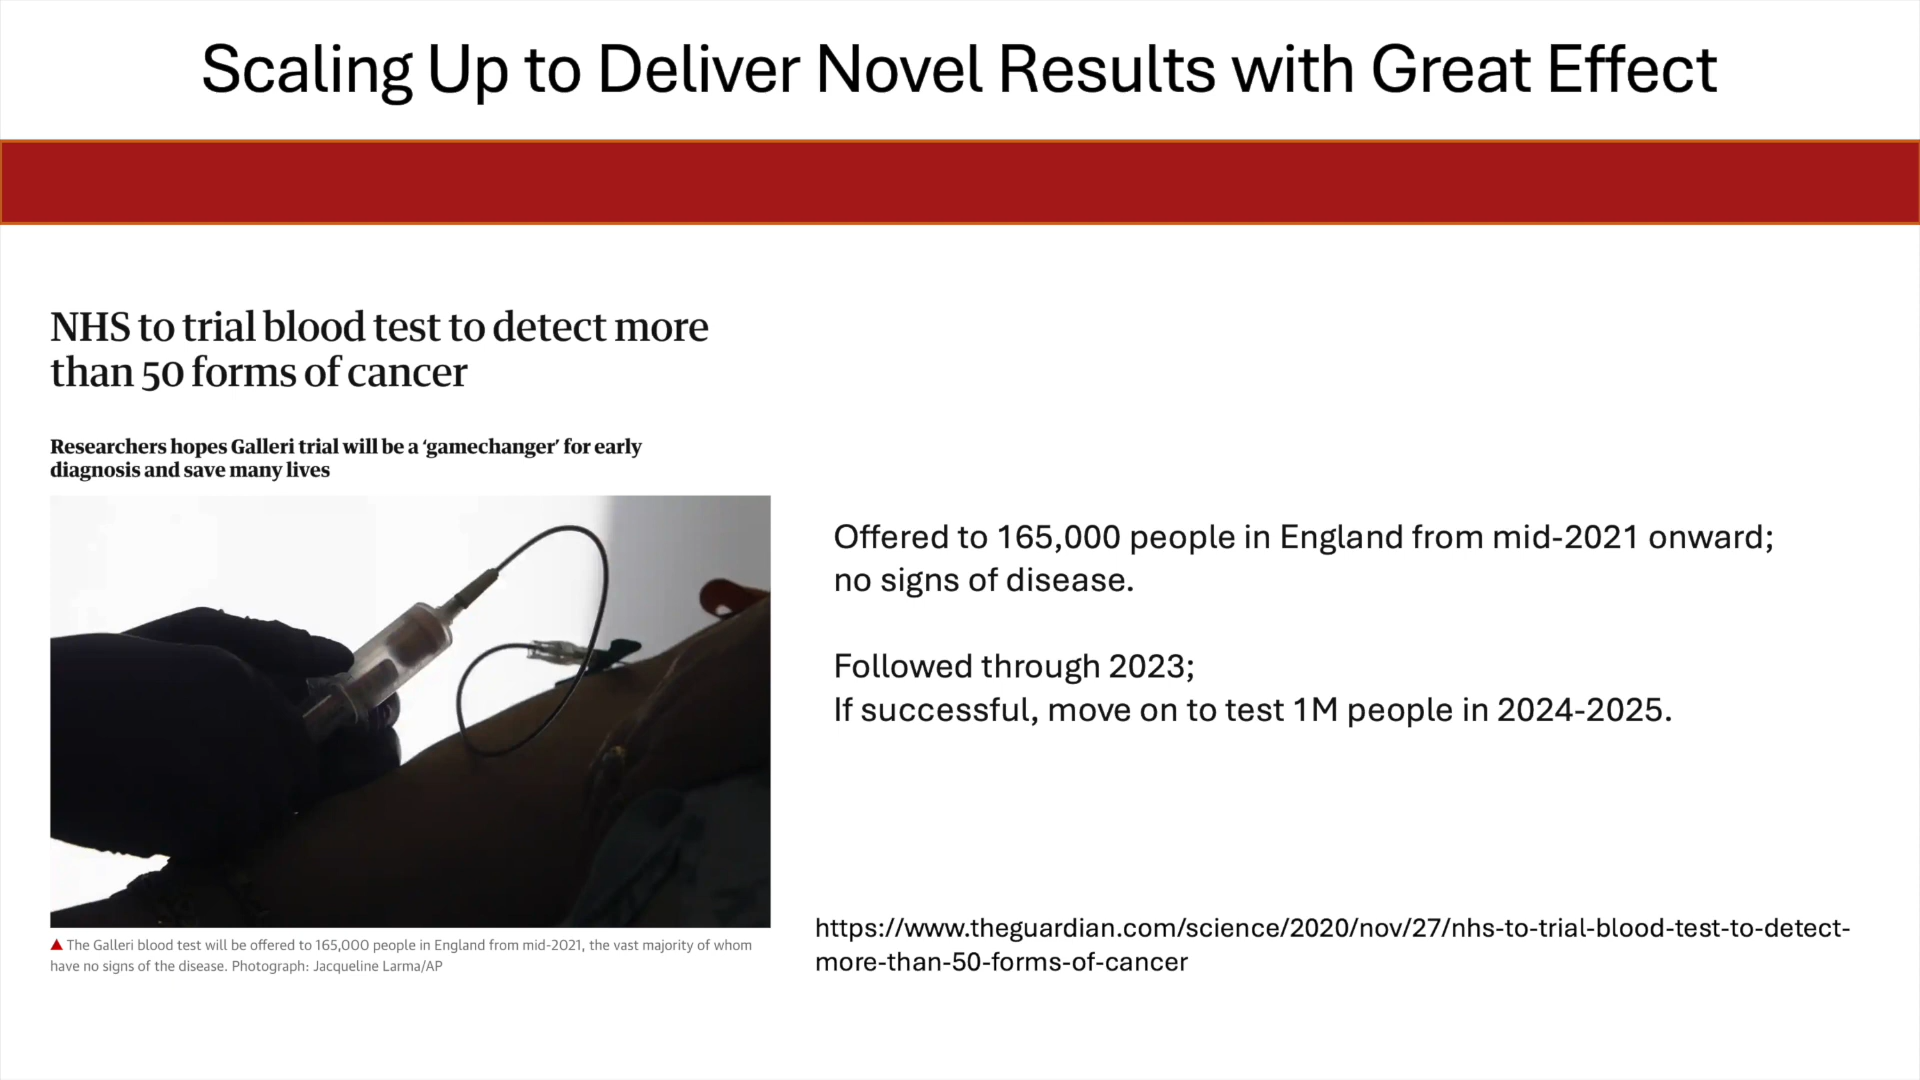 Scaling Up to Deliver Novel Results with Great Effect
NHS to trial blood test to detect more
than 50 forms of cancer
Researchers hopes Galleri trial will be a ‘gamechanger’ for early
diagnosis and save many lives
Offered to 165,000 people in England from mid-2021 onward;
no signs of disease.
Followed through 2023;
If successful, move on to test 1M people in 2024-2025.
▲ The Galleri blood test will be offered to 165,000 people in England from mid-2021, the vast majority of whom
have no signs of the disease. Photograph: Jacqueline Larma/AP
https://www.theguardian.com/science/2020/nov/27/nhs-to-trial-blood-test-to-detect-
more-than-50-forms-of-cancer